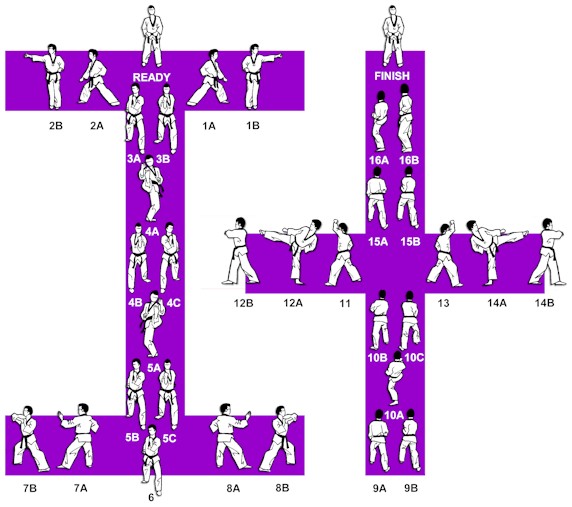 READY
FINISH
2B 2A 1A 1B
3A 3B
16A 16B
4A
15A 15B
4B 4C
12B 12A 11 13 14A 14B
10B 10C
5A
10A
5B 5C
7B 7A 8A 8B
6
9A 9B